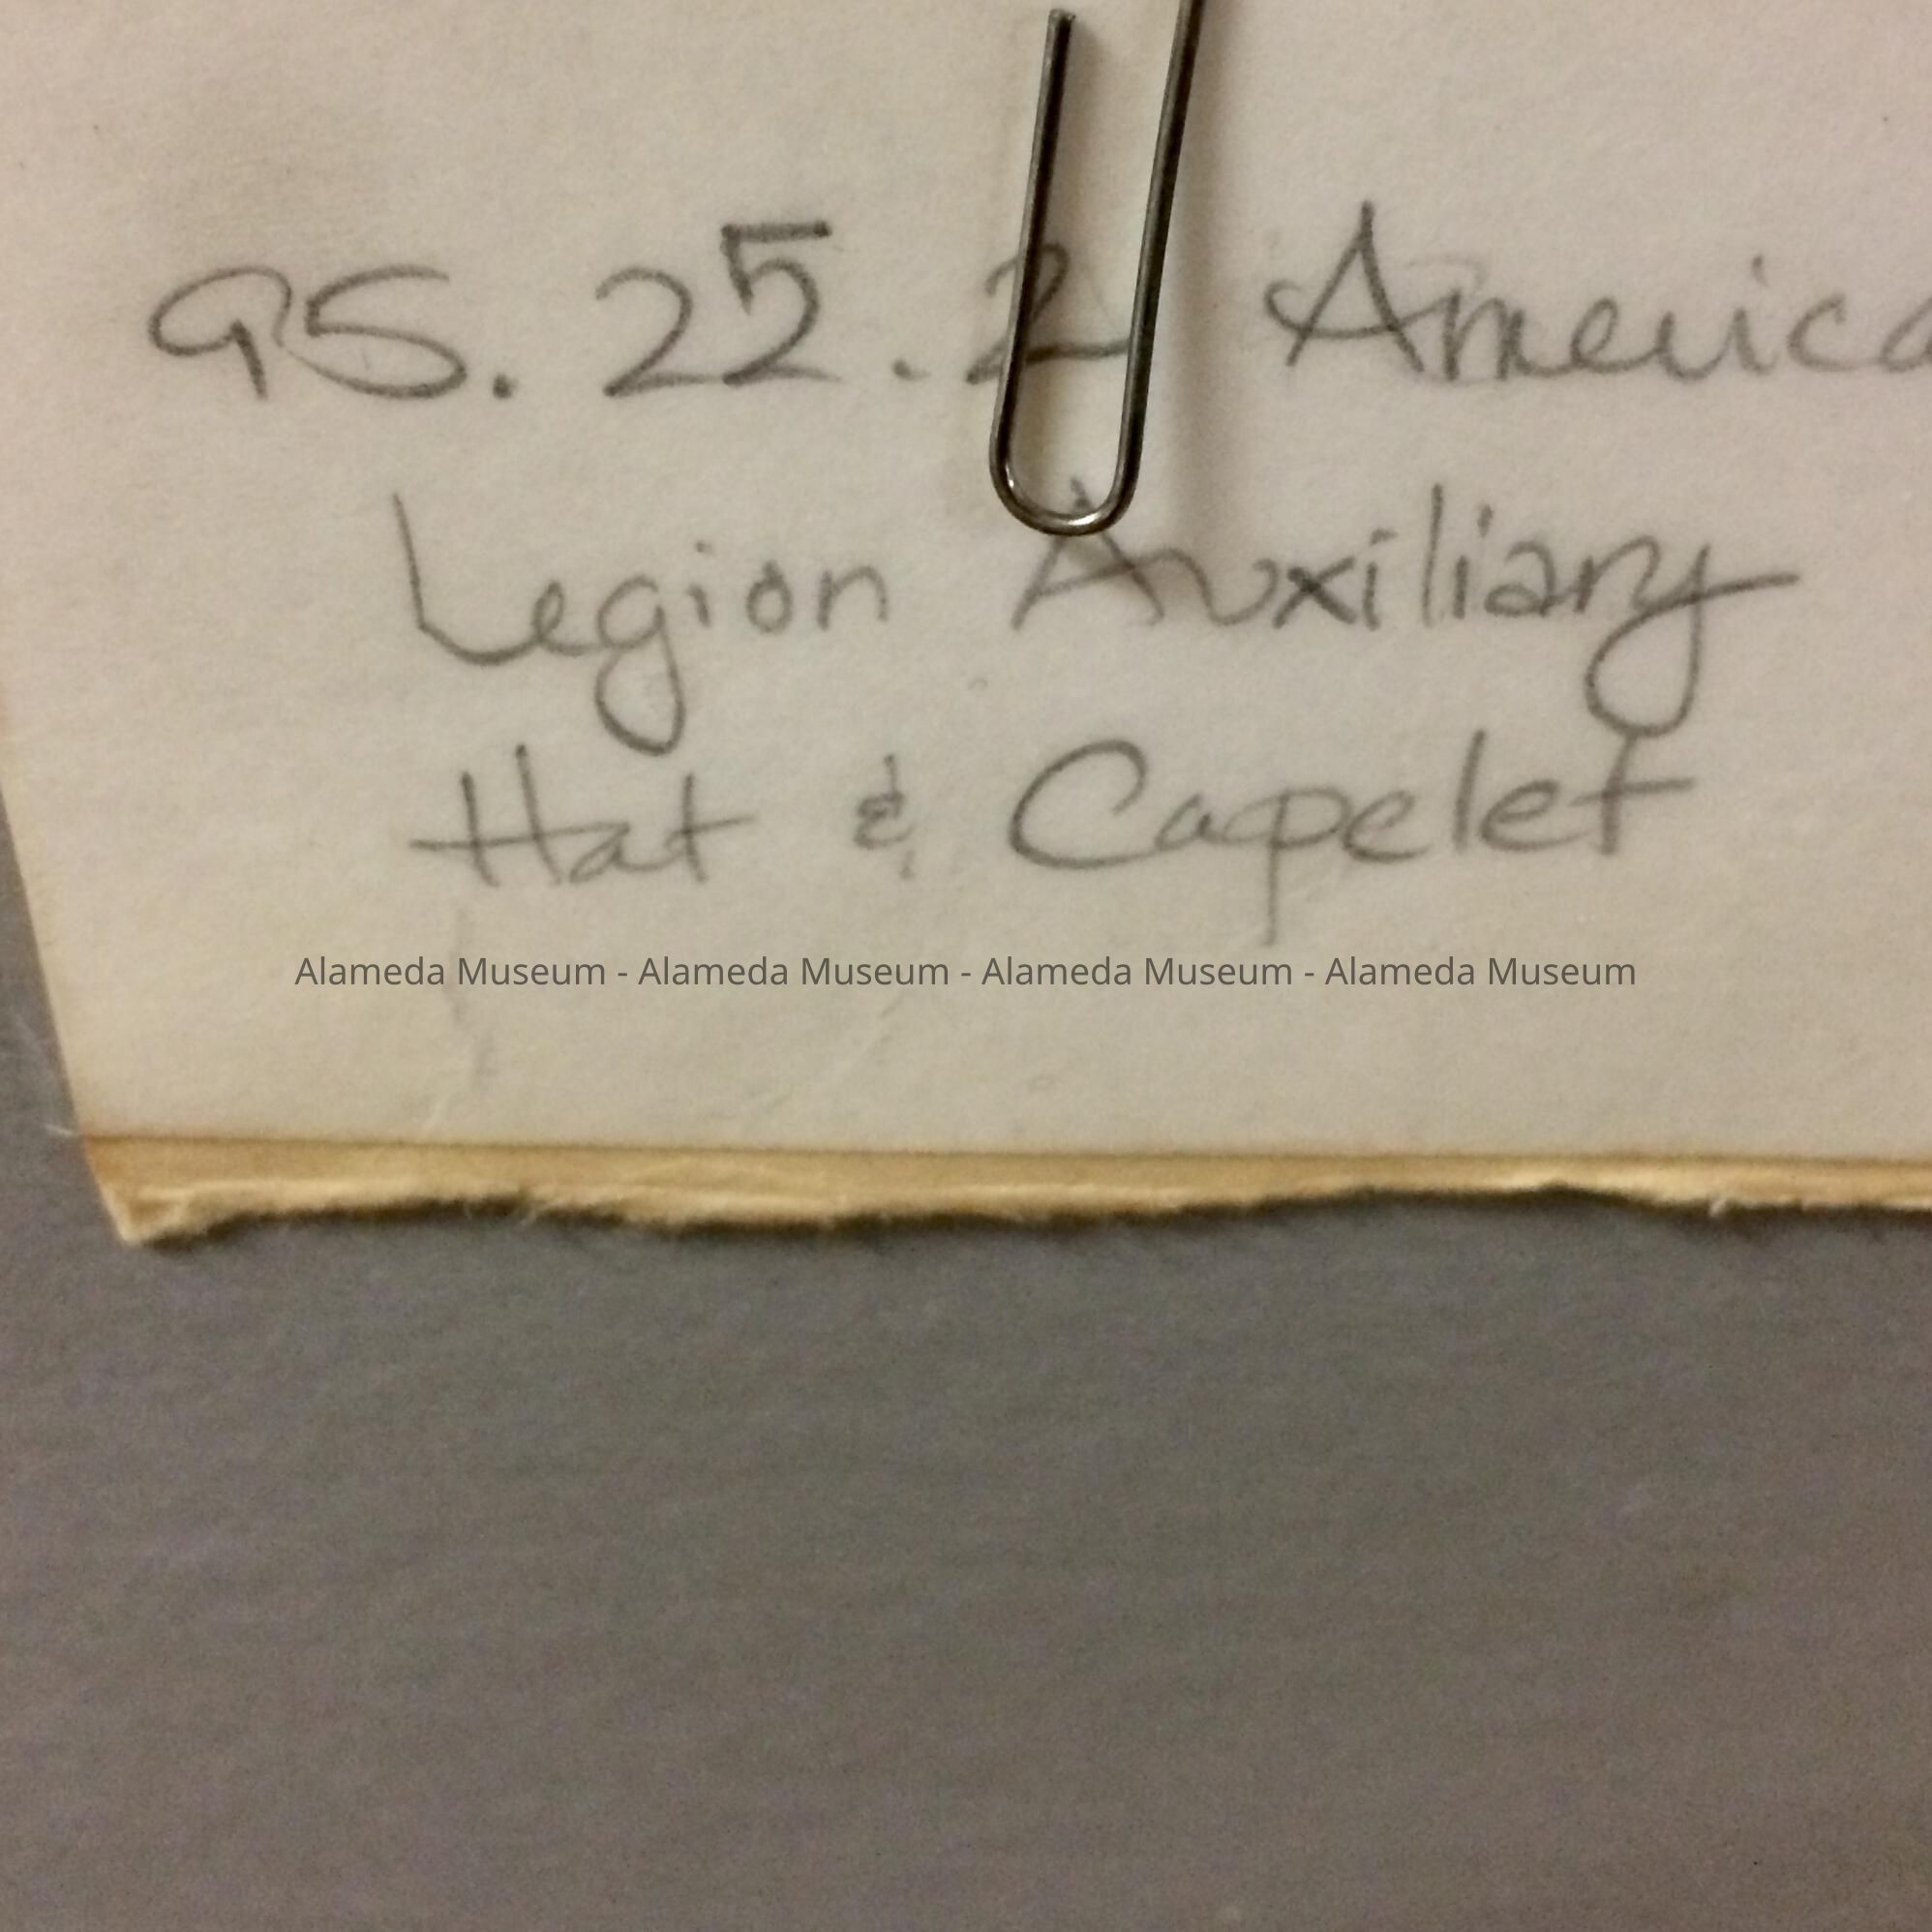 95.25.2 America
Legion Auxiliary
Hat & Capelet
Alameda Museum - Alameda Museum - Alameda Museum - Alameda Museum